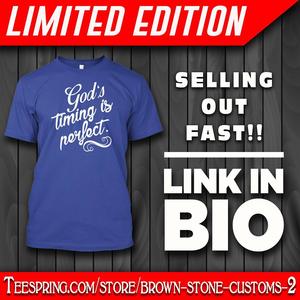 LIMITED EDITION
God's
timing is
perfect.
SELLING
OUT
FAST!!
LINK IN
BIO
TEESPRING.COM/STORE/BROWN-STONE-CUSTOMS-2